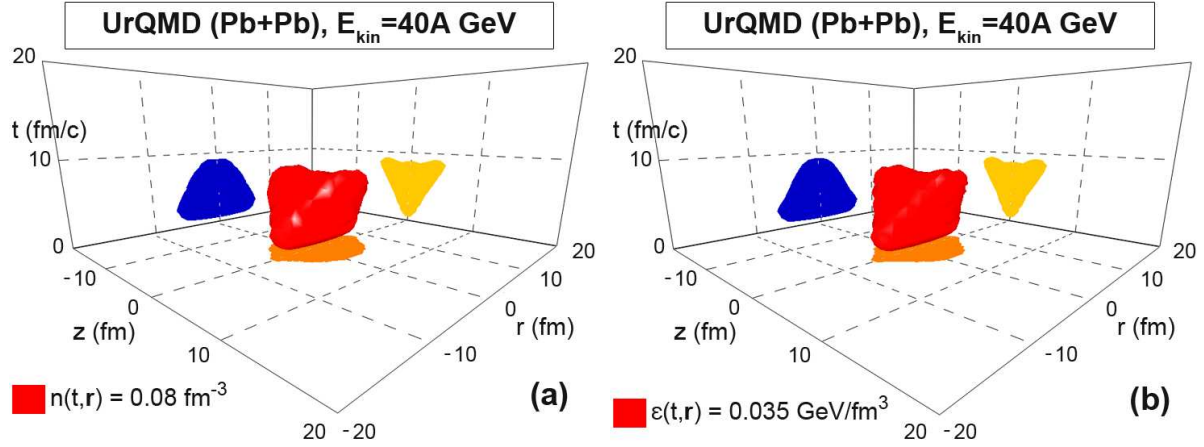 UrQMD (Pb+Pb), E_kin=40A GeV
20
t (fm/c)
10
0
-10
0
z (fm)
10
20
-20
-10
r (fm)
0
10
20
n(t,r) = 0.08 fm⁻³
(a)
UrQMD (Pb+Pb), E_kin=40A GeV
20
t (fm/c)
10
0
-10
0
z (fm)
10
20
-20
-10
r (fm)
0
10
20
ε(t,r) = 0.035 GeV/fm³
(b)